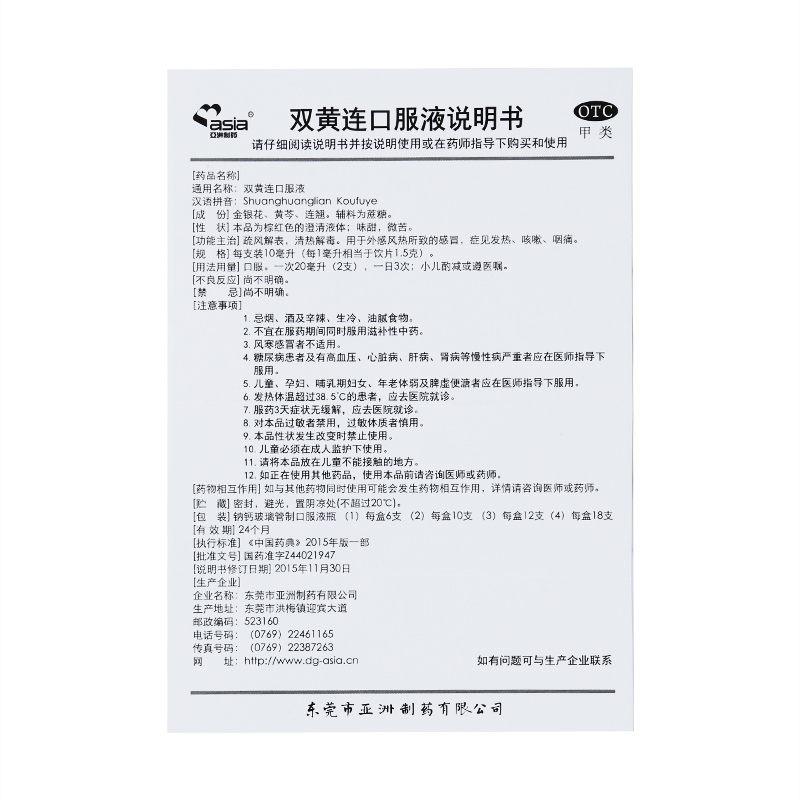 asia®
亚洲制药
双黄连口服液说明书
OTC
甲类
请仔细阅读说明书并按说明使用或在药师指导下购买和使用
[药品名称]
通用名称：双黄连口服液
汉语拼音：Shuanghuanglian Koufuye
[成　份] 金银花、黄芩、连翘。辅料为蔗糖。
[性　状] 本品为棕红色的澄清液体；味甜，微苦。
[功能主治] 疏风解表，清热解毒。用于外感风热所致的感冒，症见发热、咳嗽、咽痛。
[规　格] 每支装10毫升（每1毫升相当于饮片1.5克）。
[用法用量] 口服。一次20毫升（2支），一日3次；小儿酌减或遵医嘱。
[不良反应] 尚不明确。
[禁　忌]尚不明确。
[注意事项]
1. 忌烟、酒及辛辣、生冷、油腻食物。
2. 不宜在服药期间同时服用滋补性中药。
3. 风寒感冒者不适用。
4. 糖尿病患者及有高血压、心脏病、肝病、肾病等慢性病严重者应在医师指导下
服用。
5. 儿童、孕妇、哺乳期妇女、年老体弱及脾虚便溏者应在医师指导下服用。
6. 发热体温超过38.5℃的患者，应去医院就诊。
7. 服药3天症状无缓解，应去医院就诊。
8. 对本品过敏者禁用，过敏体质者慎用。
9. 本品性状发生改变时禁止使用。
10. 儿童必须在成人监护下使用。
11. 请将本品放在儿童不能接触的地方。
12. 如正在使用其他药品，使用本品前请咨询医师或药师。
[药物相互作用] 如与其他药物同时使用可能会发生药物相互作用，详情请咨询医师或药师。
[贮　藏] 密封，避光，置阴凉处(不超过20℃)。
[包　装] 钠钙玻璃管制口服液瓶 （1）每盒6支 （2）每盒10支 （3）每盒12支（4）每盒18支
[有 效 期] 24个月
[执行标准] 《中国药典》2015年版一部
[批准文号] 国药准字Z44021947
[说明书修订日期] 2015年11月30日
[生产企业]
企业名称：东莞市亚洲制药有限公司
生产地址：东莞市洪梅镇迎宾大道
邮政编码：523160
电话号码：（0769）22461165
传真号码：（0769）22387263
网　　址：http://www.dg-asia.cn
如有问题可与生产企业联系
东莞市亚洲制药有限公司